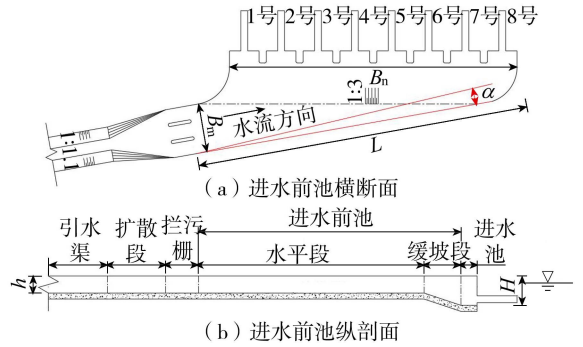 1号 2号 3号 4号 5号 6号 7号 8号
Bn
1:3
α
Bm
水流方向
L
1:1
1:1
(a)进水前池横断面
进水前池
引水渠
扩散段
拦污栅
水平段
缓坡段
进水池
h
H
(b)进水前池纵剖面